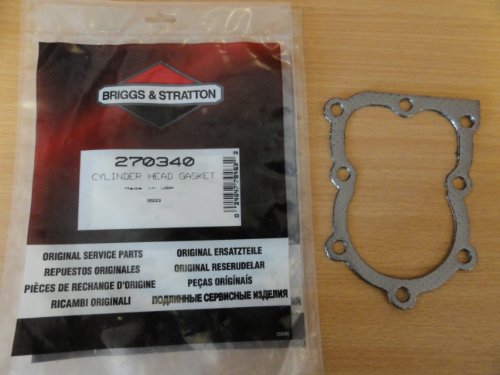 BRIGGS & STRATTON
270340
CYLINDER HEAD GASKET
Made in USA
ORIGINAL SERVICE PARTS
REPUESTOS ORIGINALES
PIÈCES DE RECHANGE D'ORIGINE
RICAMBI ORIGINALI
ORIGINAL ERSATZTEILE
ORIGINAL RESERUDELAR
PEÇAS ORIGÍNAIS
ПОДЛИННЫЕ СЕРВИСНЫЕ ИЗДЕЛИЯ